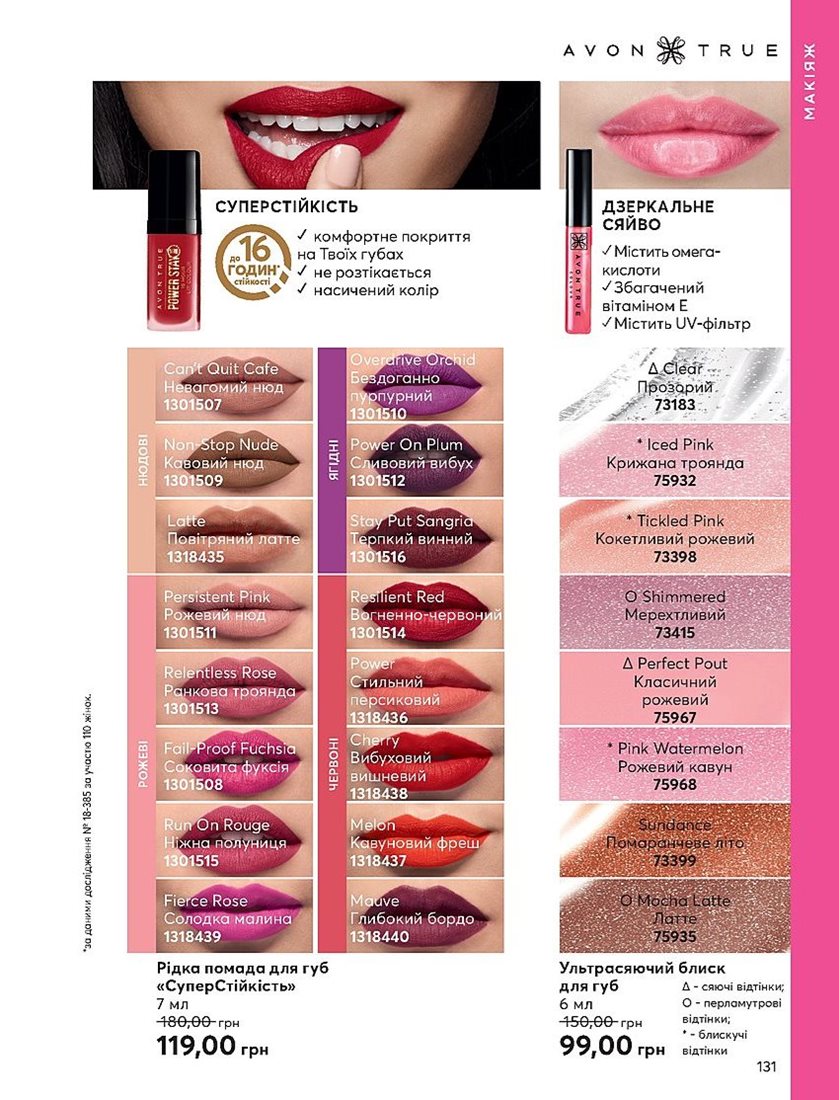 AVON TRUE
МАКІЯЖ
СУПЕРСТІЙКІСТЬ
до
16
ГОДИН*
СТІЙКОСТІ
✓ комфортне покриття
на Твоїх губах
✓ не розтікається
✓ насичений колір
AVON TRUE
POWER STAY
ДЗЕРКАЛЬНЕ
СЯЙВО
✓Містить омега-
кислоти
✓Збагачений
вітаміном Е
✓Містить UV-фільтр
AVON TRUE
COLOUR
НЮДОВІ
Can't Quit Cafe
Невагомий нюд
1301507
Non-Stop Nude
Кавовий нюд
1301509
Latte
Повітряний латте
1318435
РОЖЕВІ
Persistent Pink
Рожевий нюд
1301511
Relentless Rose
Ранкова троянда
1301513
Fail-Proof Fuchsia
Соковита фуксія
1301508
Run On Rouge
Ніжна полуниця
1301515
Fierce Rose
Солодка малина
1318439
ЯГІДНІ
Overdrive Orchid
Бездоганно
пурпурний
1301510
Power On Plum
Сливовий вибух
1301512
Stay Put Sangria
Терпкий винний
1301516
ЧЕРВОНІ
Resilient Red
Вогненно-червоний
1301514
Power
Стильний
персиковий
1318436
Cherry
Вибуховий
вишневий
1318438
Melon
Кавуновий фреш
1318437
Mauve
Глибокий бордо
1318440
Δ Clear
Прозорий
73183
* Iced Pink
Крижана троянда
75932
* Tickled Pink
Кокетливий рожевий
73398
O Shimmered
Мерехтливий
73415
Δ Perfect Pout
Класичний
рожевий
75967
* Pink Watermelon
Рожевий кавун
75968
Sundance
Помаранчеве літо
73399
O Mocha Latte
Латте
75935
*за даними дослідження № 18-385 за участю 110 жінок.
Рідка помада для губ
«СуперСтійкість»
7 мл
180,00 грн
119,00 грн
Ультрасяючий блиск
для губ
6 мл
150,00 грн
99,00 грн
Δ - сяючі відтінки;
O - перламутрові
відтінки;
* - блискучі
відтінки
131